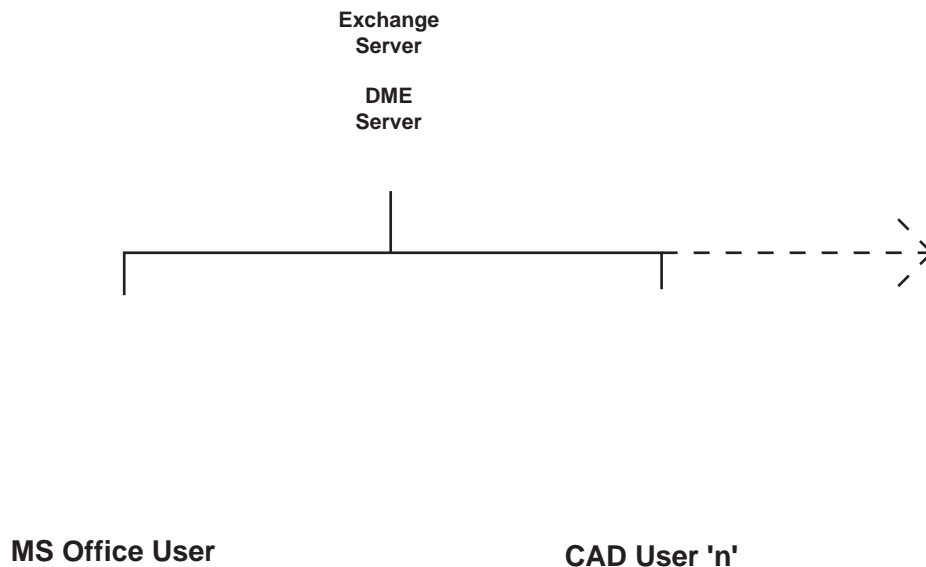 Exchange
Server
DME
Server
MS Office User
CAD User 'n'